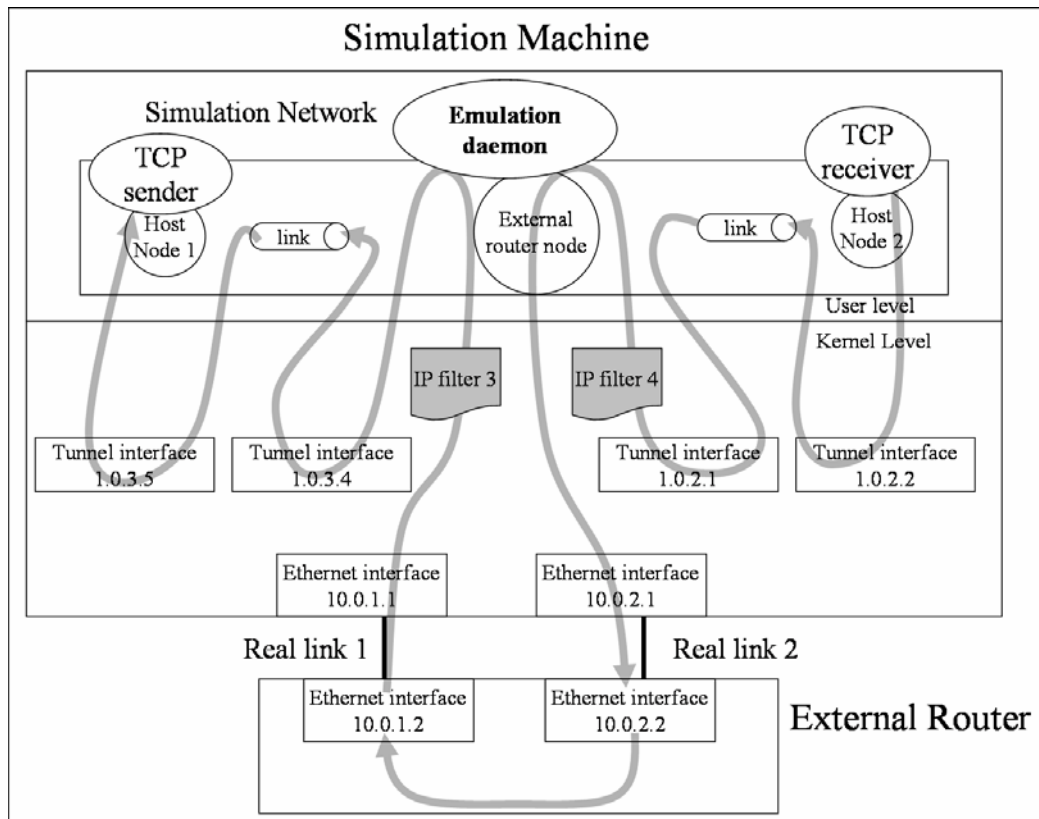 Simulation Machine
Simulation Network
Emulation
daemon
TCP
sender
TCP
receiver
Host
Node 1
link
External
router node
link
Host
Node 2
User level
Kernel Level
IP filter 3
IP filter 4
Tunnel interface
1.0.3.5
Tunnel interface
1.0.3.4
Tunnel interface
1.0.2.1
Tunnel interface
1.0.2.2
Ethernet interface
10.0.1.1
Ethernet interface
10.0.2.1
Real link 1
Real link 2
Ethernet interface
10.0.1.2
Ethernet interface
10.0.2.2
External Router